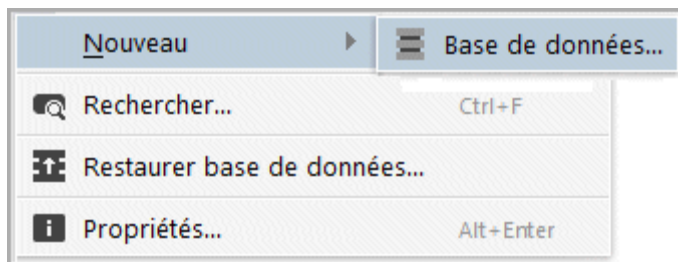 Nouveau Base de données...
Rechercher... Ctrl+F
Restaurer base de données...
Propriétés... Alt+Enter